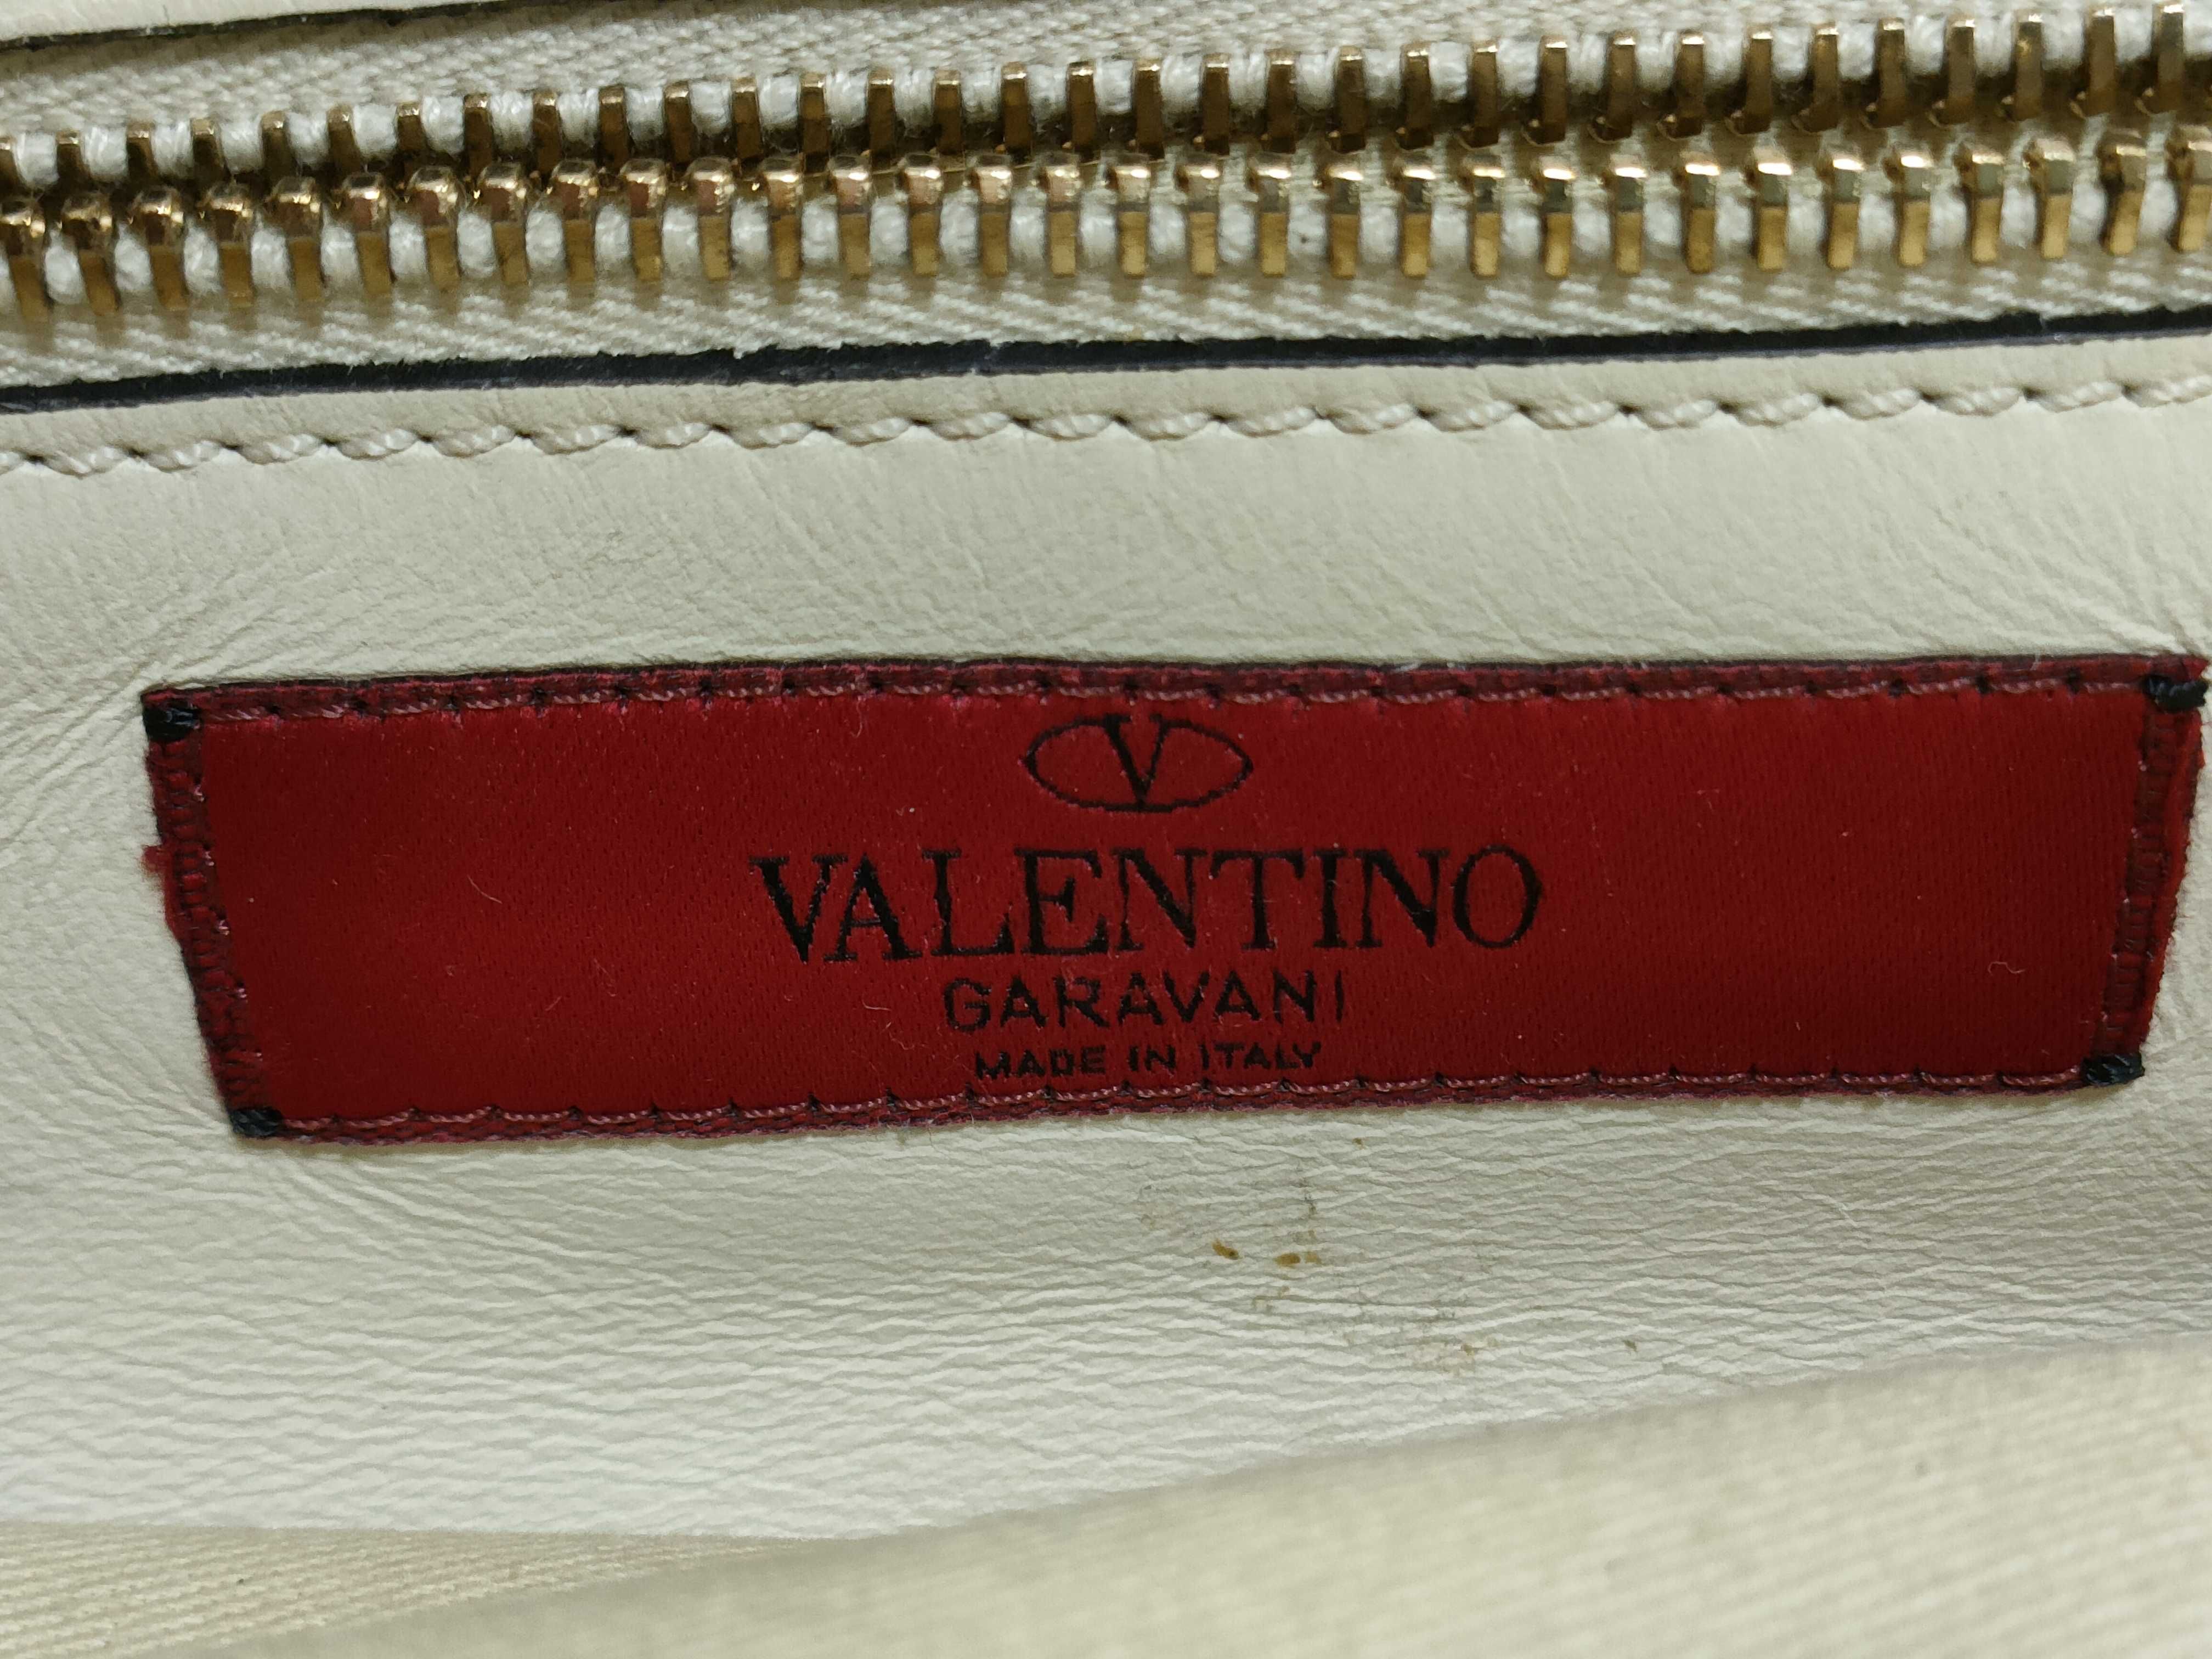 V
VALENTINO
GARAVANI
MADE IN ITALY